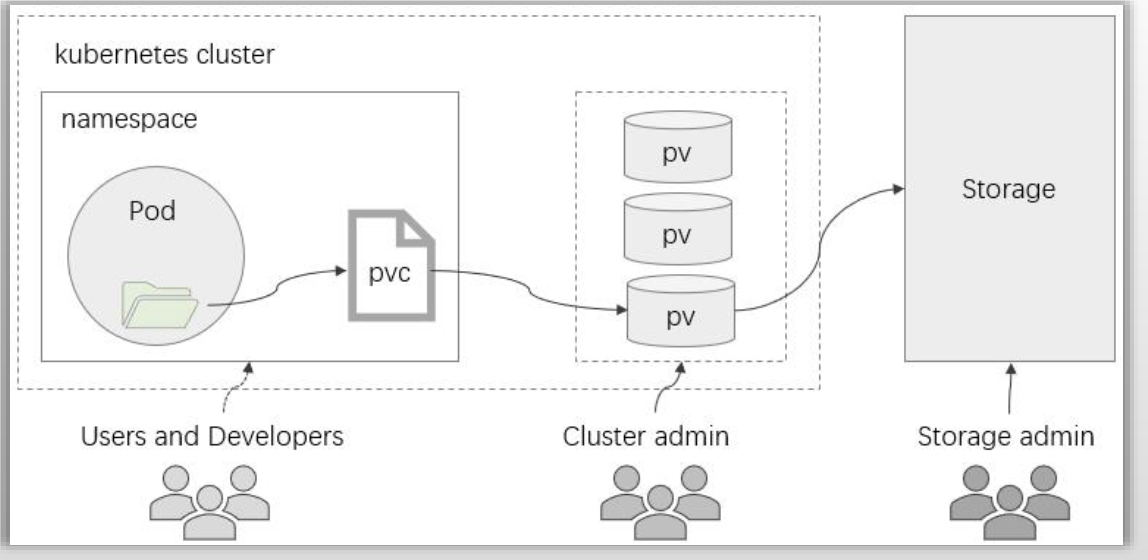 kubernetes cluster
namespace
Pod
pvc
pv
pv
pv
Storage
Users and Developers
Cluster admin
Storage admin